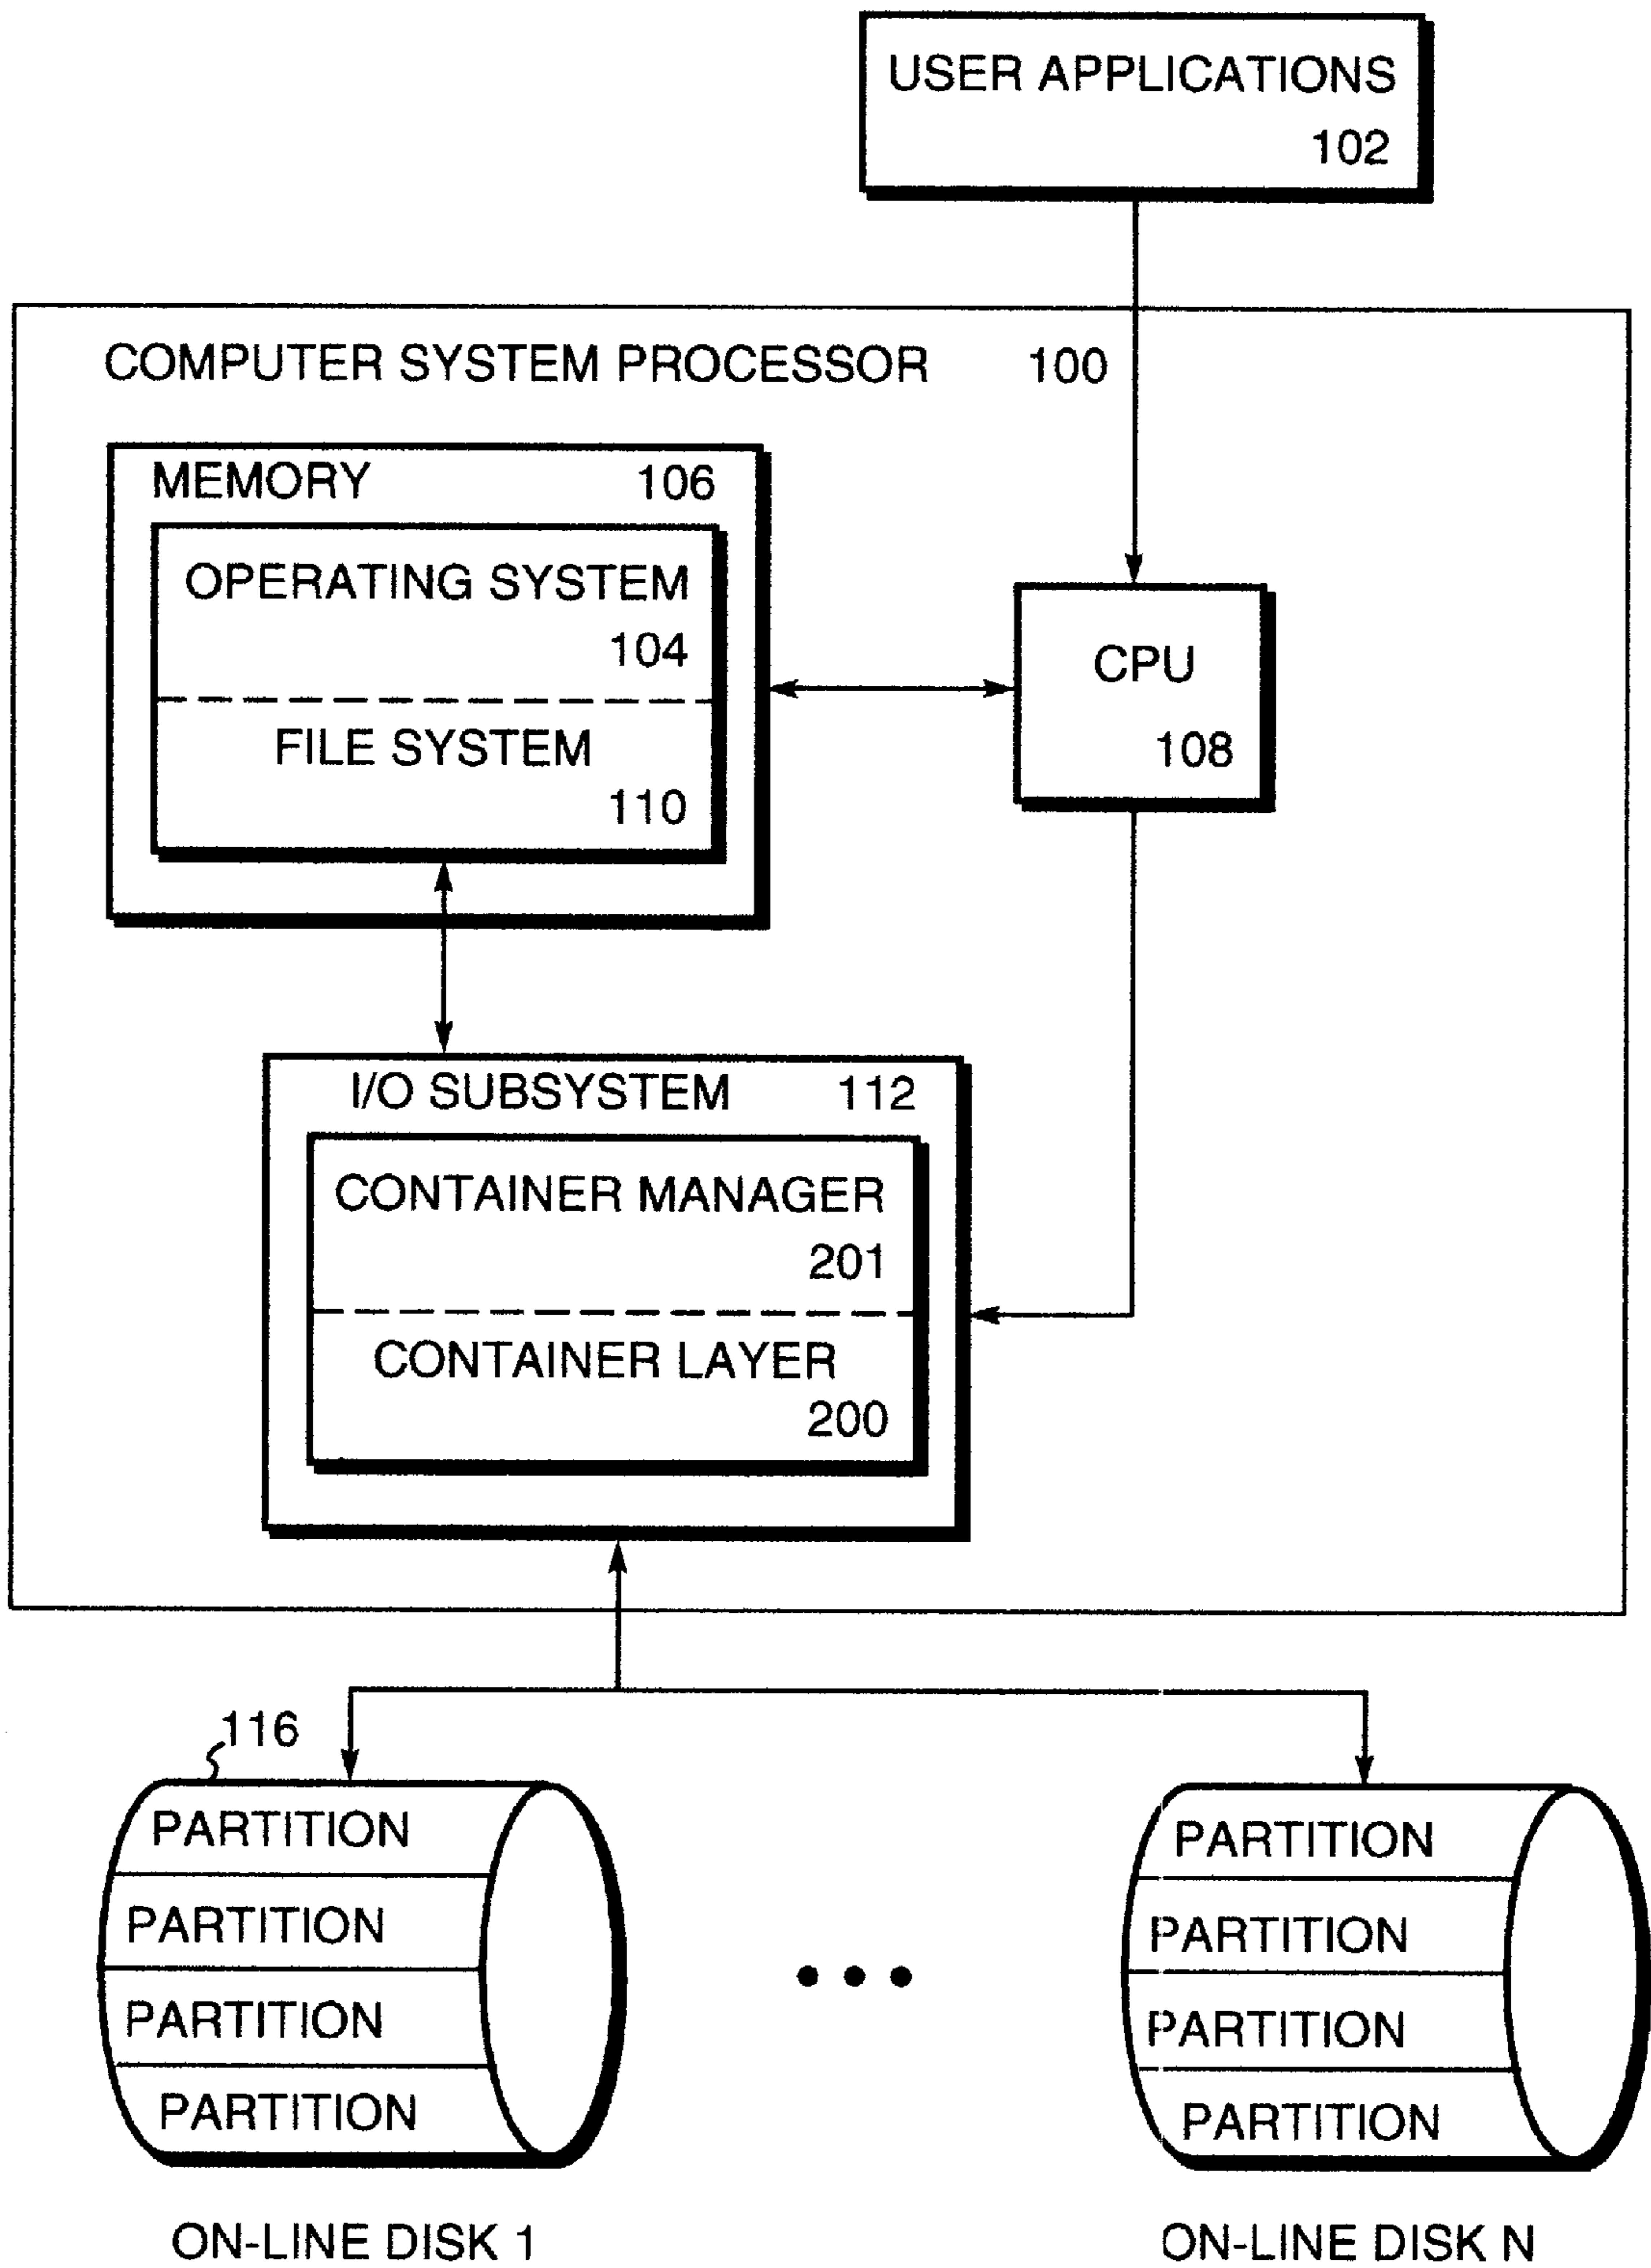 USER APPLICATIONS
102
COMPUTER SYSTEM PROCESSOR 100
MEMORY 106
OPERATING SYSTEM
104
FILE SYSTEM
110
CPU
108
I/O SUBSYSTEM 112
CONTAINER MANAGER
201
CONTAINER LAYER
200
116
PARTITION
PARTITION
PARTITION
PARTITION
ON-LINE DISK 1
PARTITION
PARTITION
PARTITION
PARTITION
ON-LINE DISK N